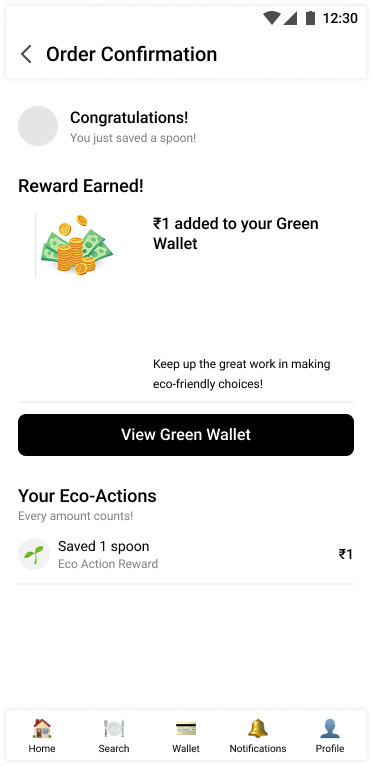 12:30
Order Confirmation
Congratulations!
You just saved a spoon!
Reward Earned!
₹1 added to your Green
Wallet
Keep up the great work in making
eco-friendly choices!
View Green Wallet
Your Eco-Actions
Every amount counts!
Saved 1 spoon
₹1
Eco Action Reward
Home
Search
Wallet
Notifications
Profile